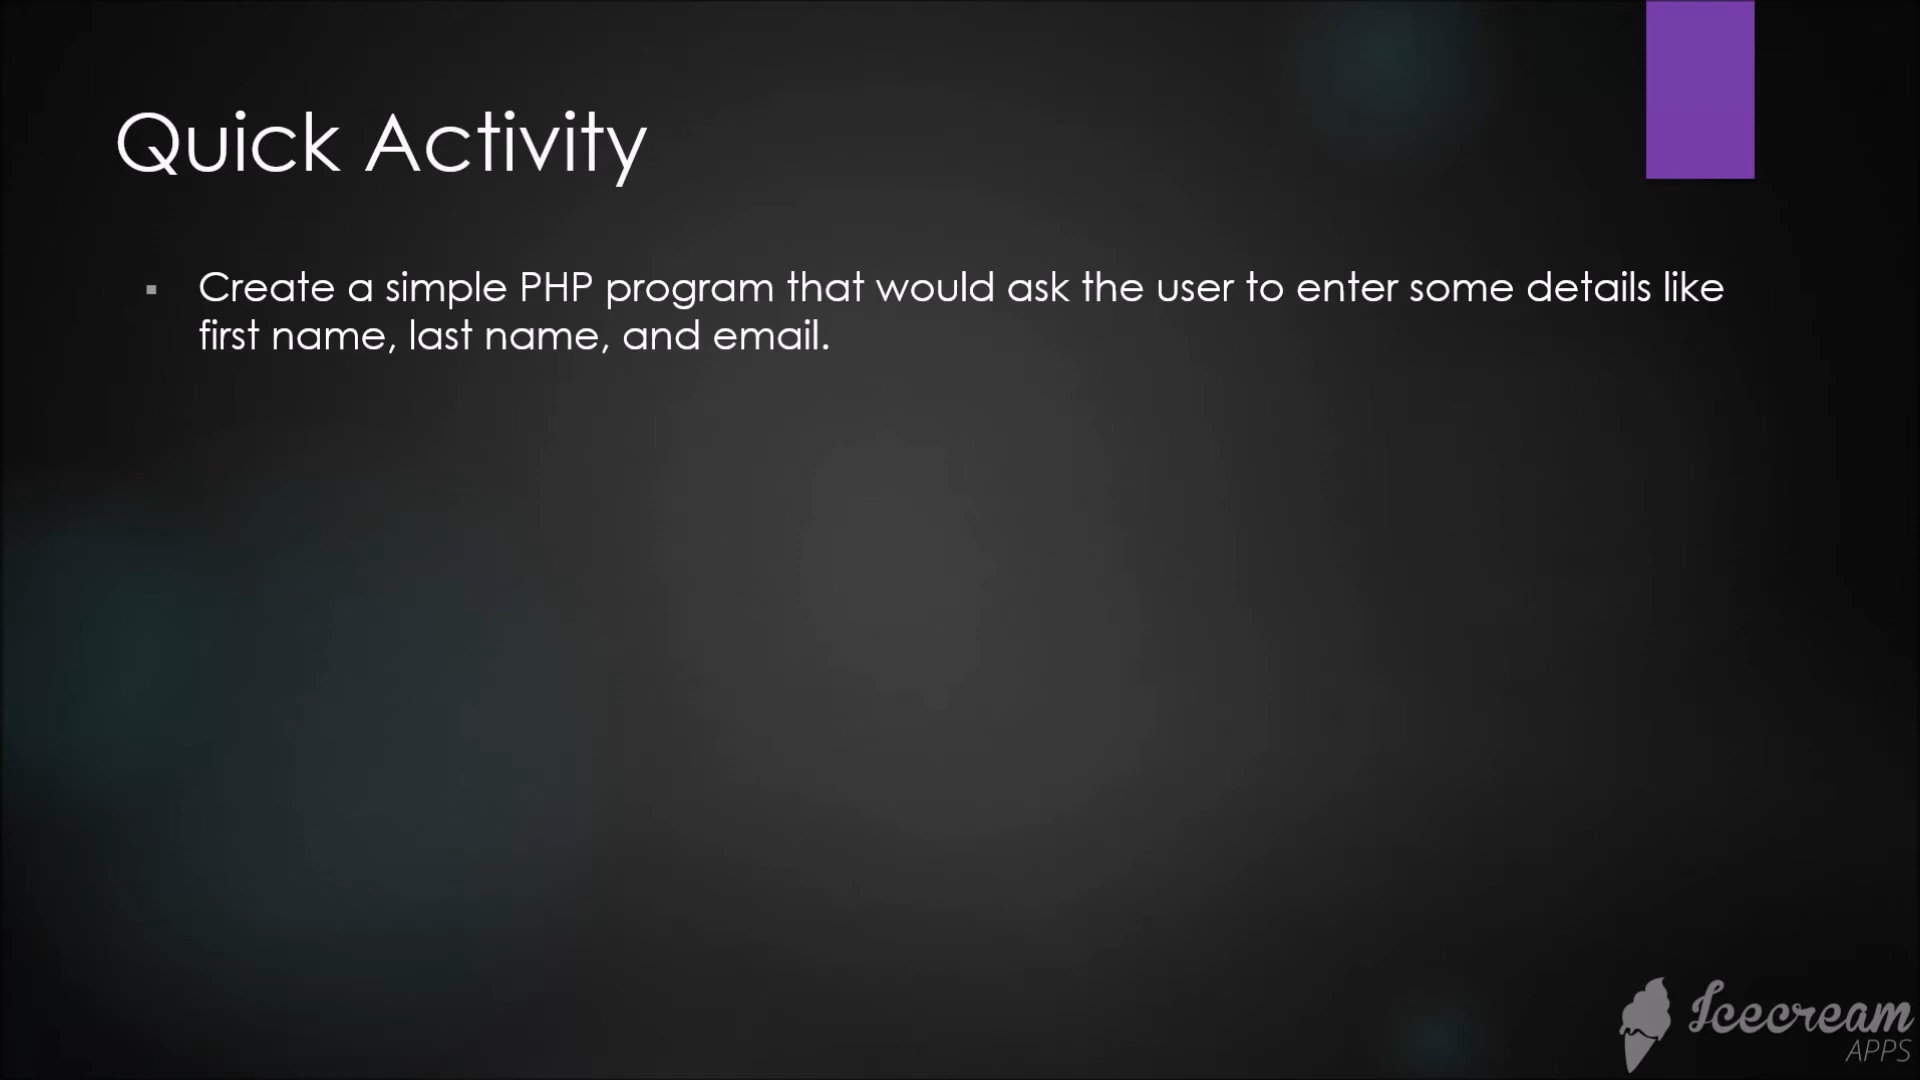 Quick Activity
Create a simple PHP program that would ask the user to enter some details like
first name, last name, and email.
Icecream
APPS